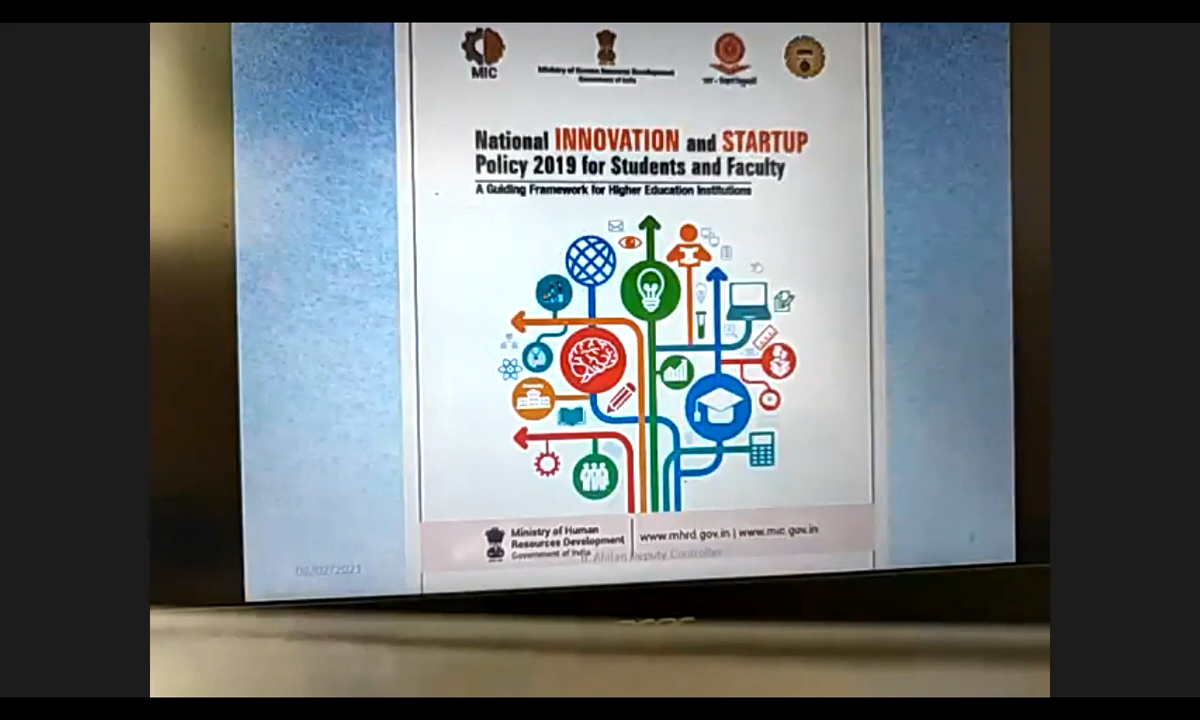 MIC
Ministry of Human Resource Development
Government of India
National INNOVATION and STARTUP
Policy 2019 for Students and Faculty
A Guiding Framework for Higher Education Institutions
Ministry of Human
Resources Development
Government of India
www.mhrd.gov.in | www.mic.gov.in
Deputy Controller
08/02/2021